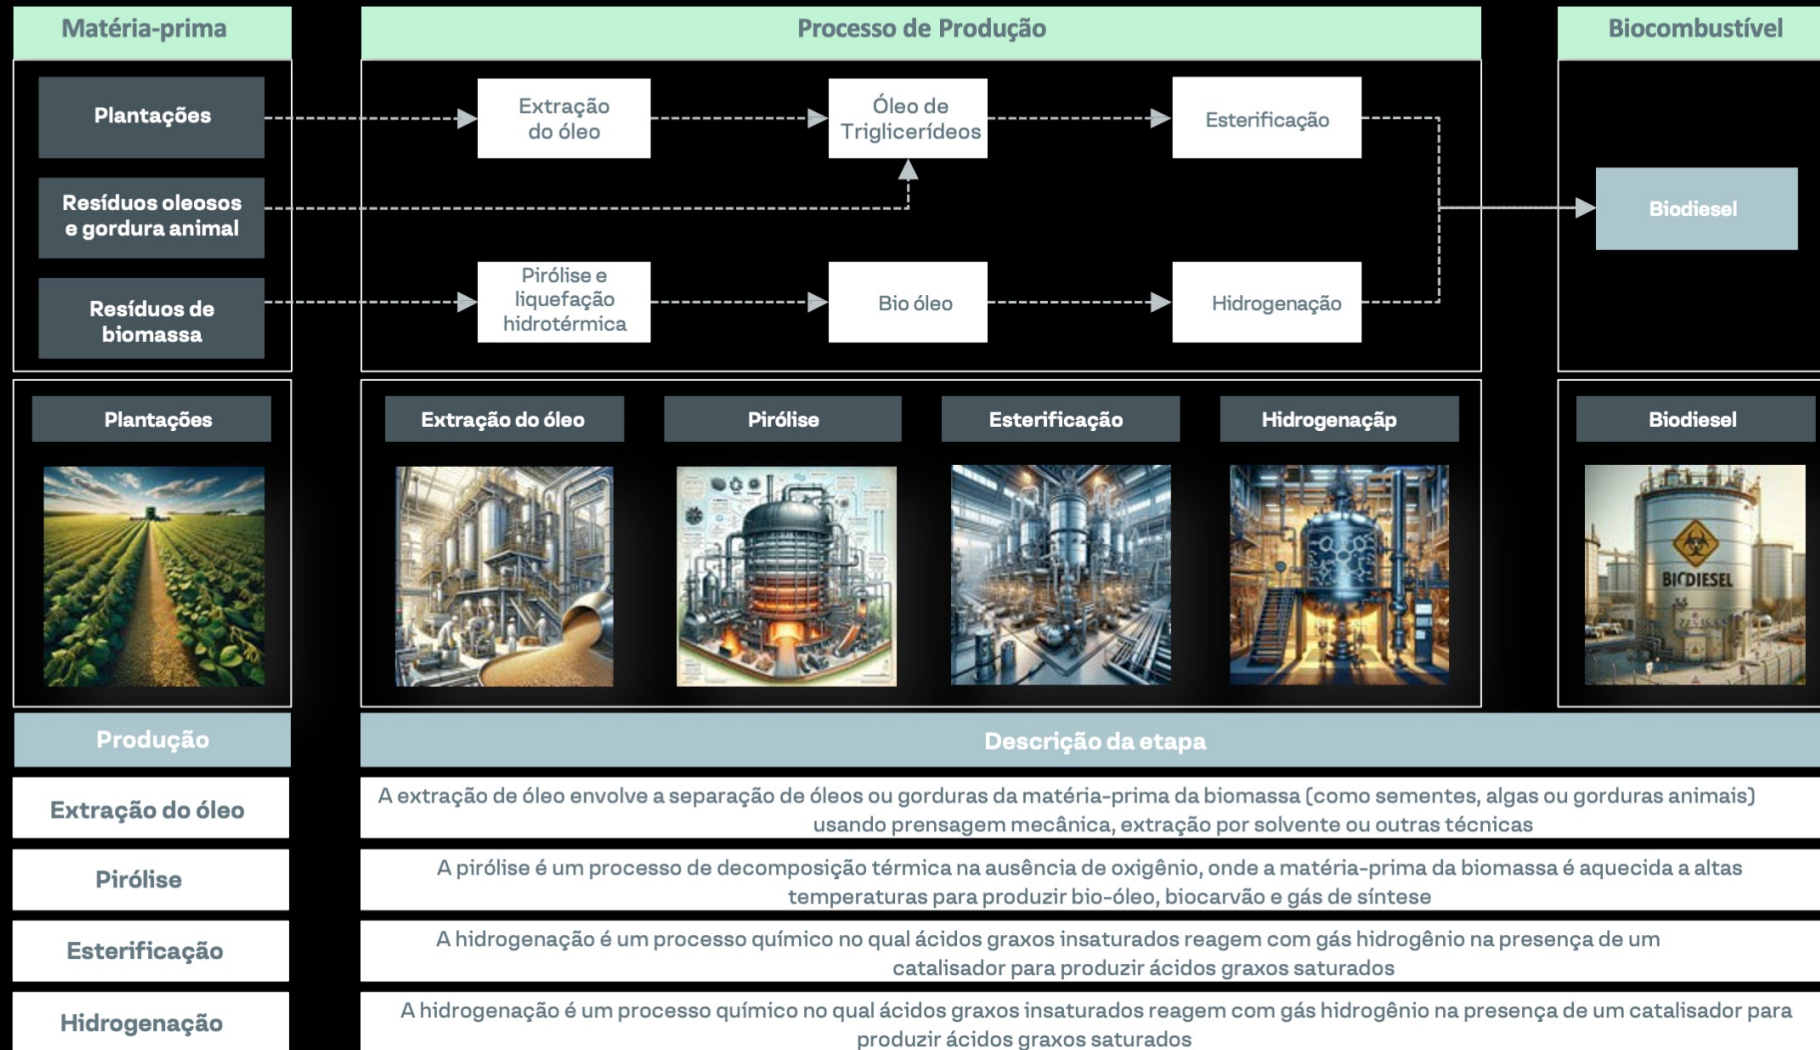 Matéria-prima
Processo de Produção
Biocombustível
Plantações
Extração
do óleo
Óleo de
Triglicerídeos
Esterificação
Resíduos oleosos
e gordura animal
Biodiesel
Resíduos de
biomassa
Pirólise e
liquefação
hidrotérmica
Bio óleo
Hidrogenação
Plantações
Extração do óleo
Pirólise
Esterificação
Hidrogenaçãp
Biodiesel
BIODIESEL
Produção
Descrição da etapa
Extração do óleo
A extração de óleo envolve a separação de óleos ou gorduras da matéria-prima da biomassa (como sementes, algas ou gorduras animais)
usando prensagem mecânica, extração por solvente ou outras técnicas
Pirólise
A pirólise é um processo de decomposição térmica na ausência de oxigênio, onde a matéria-prima da biomassa é aquecida a altas
temperaturas para produzir bio-óleo, biocarvão e gás de síntese
Esterificação
A hidrogenação é um processo químico no qual ácidos graxos insaturados reagem com gás hidrogênio na presença de um
catalisador para produzir ácidos graxos saturados
Hidrogenação
A hidrogenação é um processo químico no qual ácidos graxos insaturados reagem com gás hidrogênio na presença de um catalisador para
produzir ácidos graxos saturados